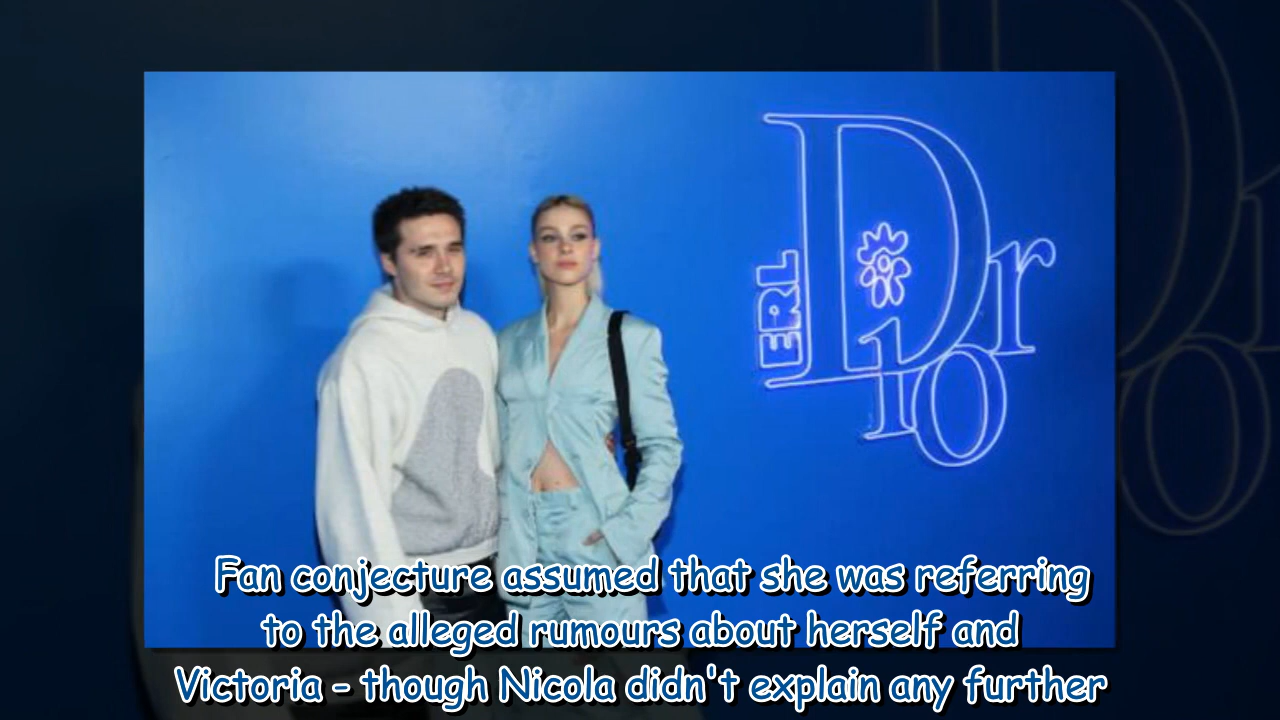 ERL
Dior
Fan conjecture assumed that she was referring
to the alleged rumours about herself and
Victoria - though Nicola didn't explain any further